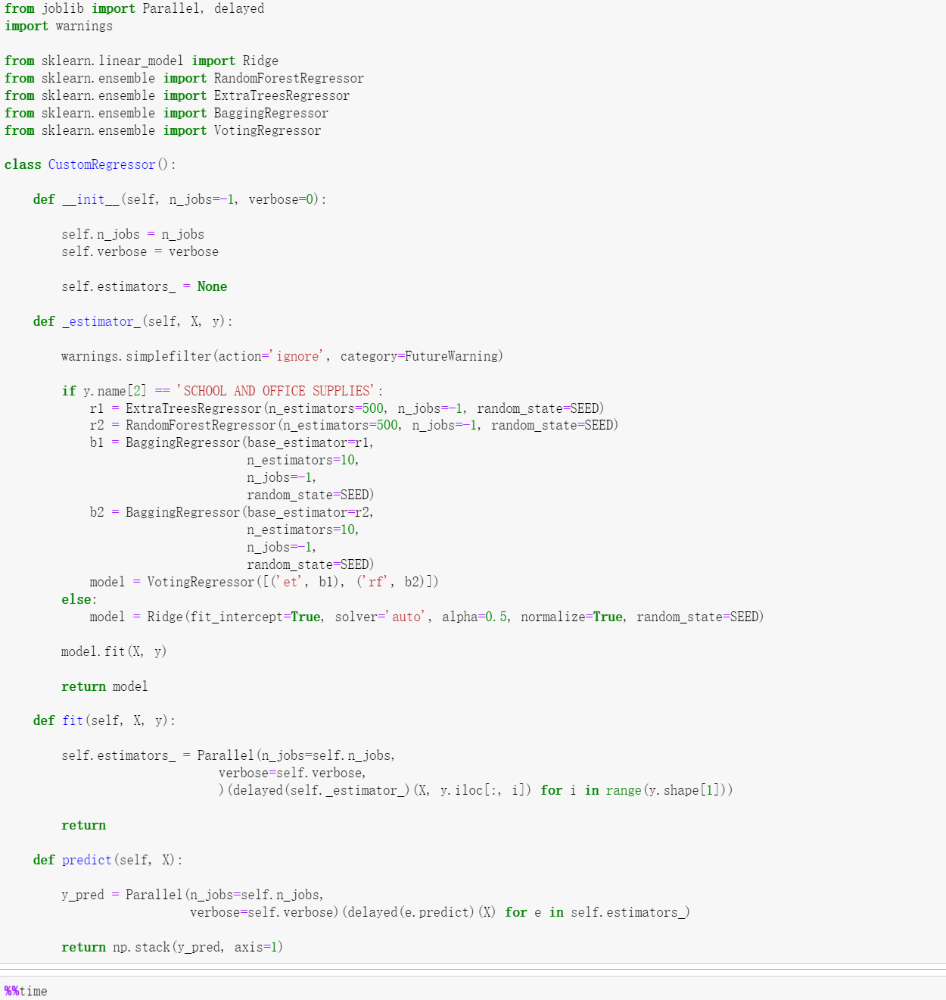 from joblib import Parallel, delayed
import warnings
from sklearn.linear_model import Ridge
from sklearn.ensemble import RandomForestRegressor
from sklearn.ensemble import ExtraTreesRegressor
from sklearn.ensemble import BaggingRegressor
from sklearn.ensemble import VotingRegressor
class CustomRegressor():
    def __init__(self, n_jobs=-1, verbose=0):
        self.n_jobs = n_jobs
        self.verbose = verbose
        self.estimators_ = None
    def _estimator_(self, X, y):
        warnings.simplefilter(action='ignore', category=FutureWarning)
        if y.name[2] == 'SCHOOL AND OFFICE SUPPLIES':
            r1 = ExtraTreesRegressor(n_estimators=500, n_jobs=-1, random_state=SEED)
            r2 = RandomForestRegressor(n_estimators=500, n_jobs=-1, random_state=SEED)
            b1 = BaggingRegressor(base_estimator=r1,
                                  n_estimators=10,
                                  n_jobs=-1,
                                  random_state=SEED)
            b2 = BaggingRegressor(base_estimator=r2,
                                  n_estimators=10,
                                  n_jobs=-1,
                                  random_state=SEED)
            model = VotingRegressor([('et', b1), ('rf', b2)])
        else:
            model = Ridge(fit_intercept=True, solver='auto', alpha=0.5, normalize=True, random_state=SEED)
        model.fit(X, y)
        return model
    def fit(self, X, y):
        self.estimators_ = Parallel(n_jobs=self.n_jobs,
                              verbose=self.verbose,
                              )(delayed(self._estimator_)(X, y.iloc[:, i]) for i in range(y.shape[1]))
        return
    def predict(self, X):
        y_pred = Parallel(n_jobs=self.n_jobs,
                          verbose=self.verbose)(delayed(e.predict)(X) for e in self.estimators_)
        return np.stack(y_pred, axis=1)
%%time